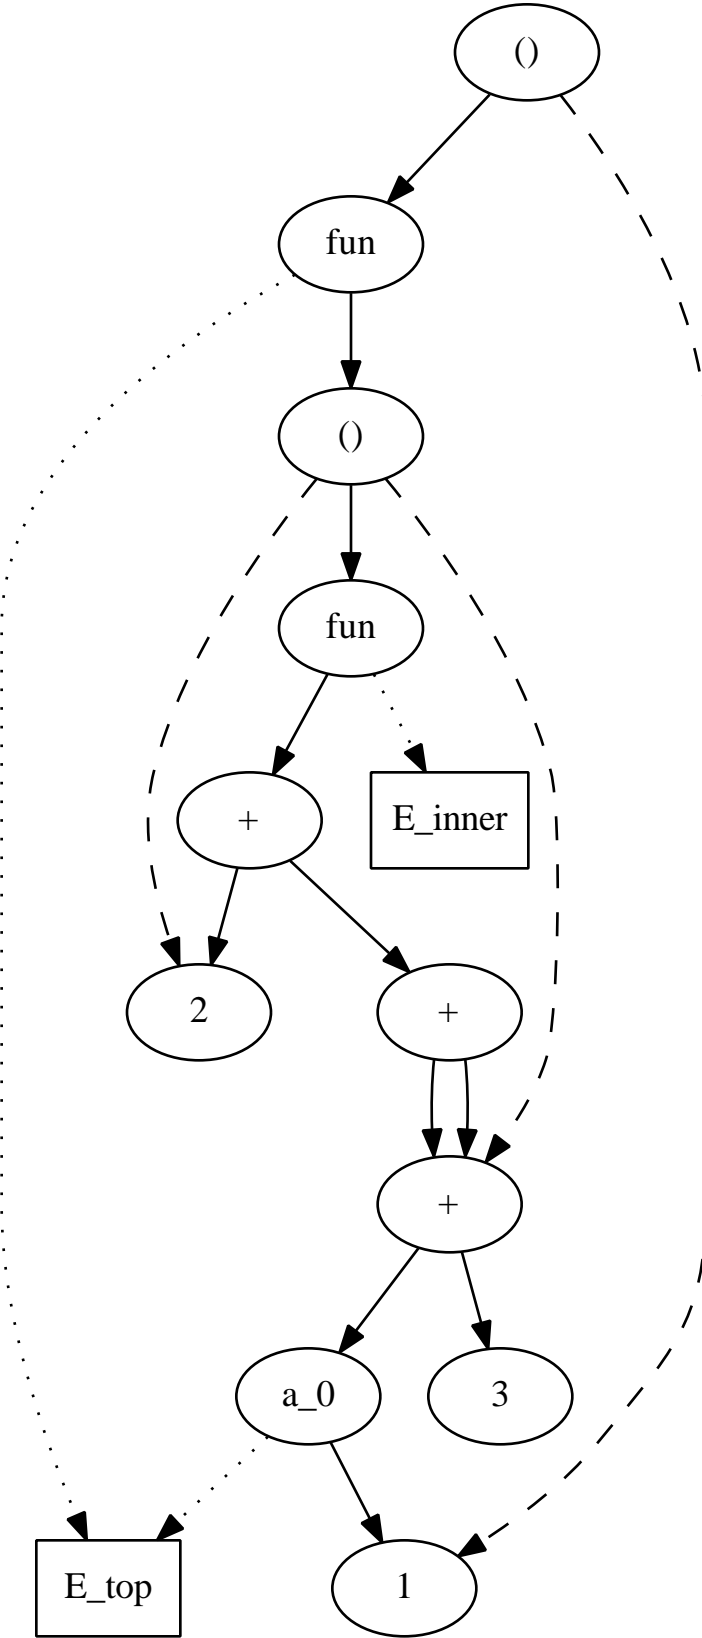 ()
fun
()
fun
+
E_inner
2
+
+
a_0
3
E_top
1